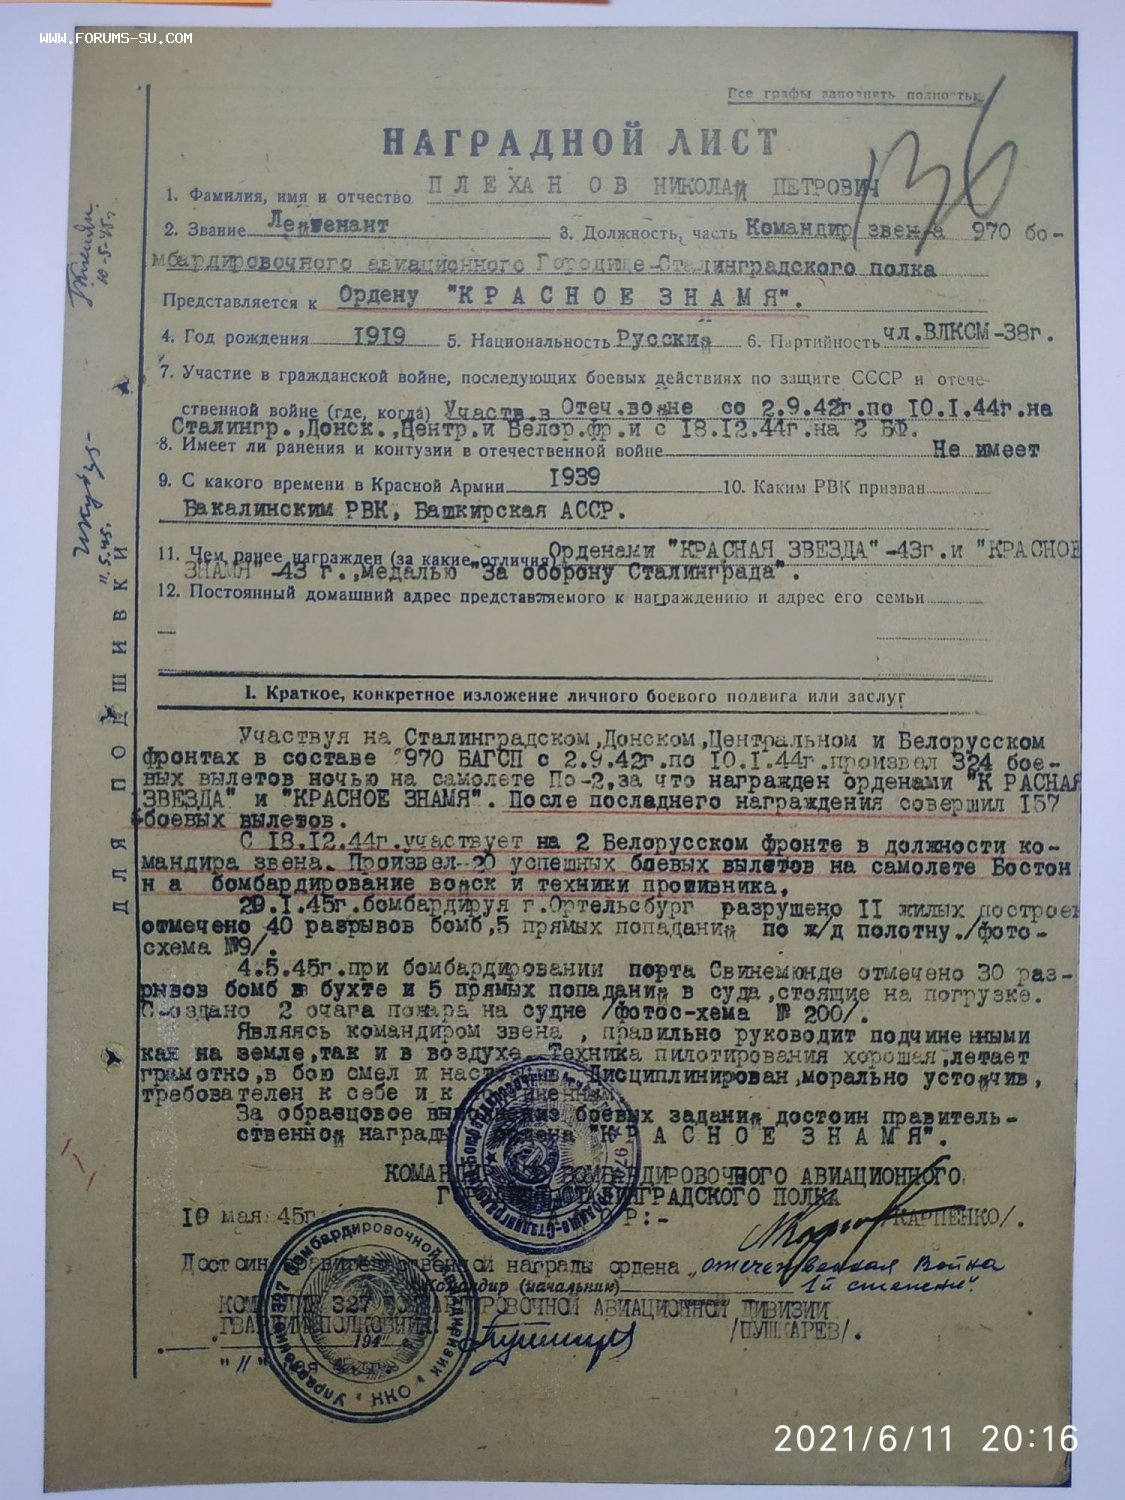 WWW.FORUMS-SU.COM
Все графы заполнять полностью
136
НАГРАДНОЙ ЛИСТ
1. Фамилия, имя и отчество ПЛЕХАНОВ НИКОЛАЙ ПЕТРОВИЧ
2. Звание Лейтенант 3. Должность, часть Командир звена 970 бо-
мбардировочного авиационного Городище-Сталинградского полка
Представляется к Ордену "КРАСНОЕ ЗНАМЯ".
4. Год рождения 1919 5. Национальность Русский 6. Партийность чл.ВЛКСМ-38г.
7. Участие в гражданской войне, последующих боевых действиях по защите СССР и отече-
ственной войне (где, когда) Участв.в Отеч.войне со 2.9.42г.по 10.I.44г.на
Сталингр.,Донск.,Центр.и Белор.фр.и с 18.12.44г.на 2 БФ.
8. Имеет ли ранения и контузии в отечественной войне Не имеет
9. С какого времени в Красной Армии 1939 10. Каким РВК призван
Бакалинским РВК, Башкирская АССР.
11. Чем ранее награжден (за какие отличия) Орденами "КРАСНАЯ ЗВЕЗДА"-43г.и "КРАСНОЕ
ЗНАМЯ"-43 г.,медалью "За оборону Сталинграда".
12. Постоянный домашний адрес представляемого к награждению и адрес его семьи
I. Краткое, конкретное изложение личного боевого подвига или заслуг
Участвуя на Сталинградском,Донском,Центральном и Белорусском
фронтах в составе 970 БАГСП с 2.9.42г.по 10.I.44г.произвел 324 бое-
вых вылетов ночью на самолете По-2,за что награжден орденами "К РАСНАЯ
ЗВЕЗДА" и "КРАСНОЕ ЗНАМЯ". После последнего награждения совершил 157
боевых вылетов.
С 18.12.44г.участвует на 2 Белорусском фронте в должности ко-
мандира звена. Произвел 20 успешных боевых вылетов на самолете Бостон
н а бомбардирование войск и техники противника,
20.I.45г.бомбардируя г.Ортельсбург разрушено II жилых построек
отмечено 40 разрывов бомб,5 прямых попаданий по ж/д полотну./фото-
схема №9/.
4.5.45г.при бомбардировании порта Свинемюнде отмечено 30 раз-
рывов бомб в бухте и 5 прямых попаданий в суда,стоящие на погрузке.
С-оздано 2 очага пожара на судне /фотос-хема № 200/.
Являясь командиром звена , правильно руководит подчиненными
как на земле,так и в воздухе. Техника пилотирования хорошая,летает
грамотно,в бою смел и Дисциплинирован,морально устойчив,
требователен к себе и к
За образцовое выполнение боевых заданий достоин правитель-
ственной награды ордена "КРАСНОЕ ЗНАМЯ".
КОМАНДИР БОМБАРДИРОВОЧНОГО АВИАЦИОННОГО
СТАЛИНГРАДСКОГО ПОЛКА
10 мая 45г. /КАРПЕНКО/.
Достоин правительственной награды ордена „отечественная Война
Командир (начальник) 1й степени".
КОМАНДИР 327 БОМБАРДИРОВОЧНОЙ АВИАЦИОННОЙ ДИВИЗИИ
ГВАРДИИ ПОЛКОВНИК /ПУШКАРЕВ/.
194
"11" 05
ДЛЯ ПОДШИВКИ
10-5-45г.
11.5.45.
2021/6/11 20:16